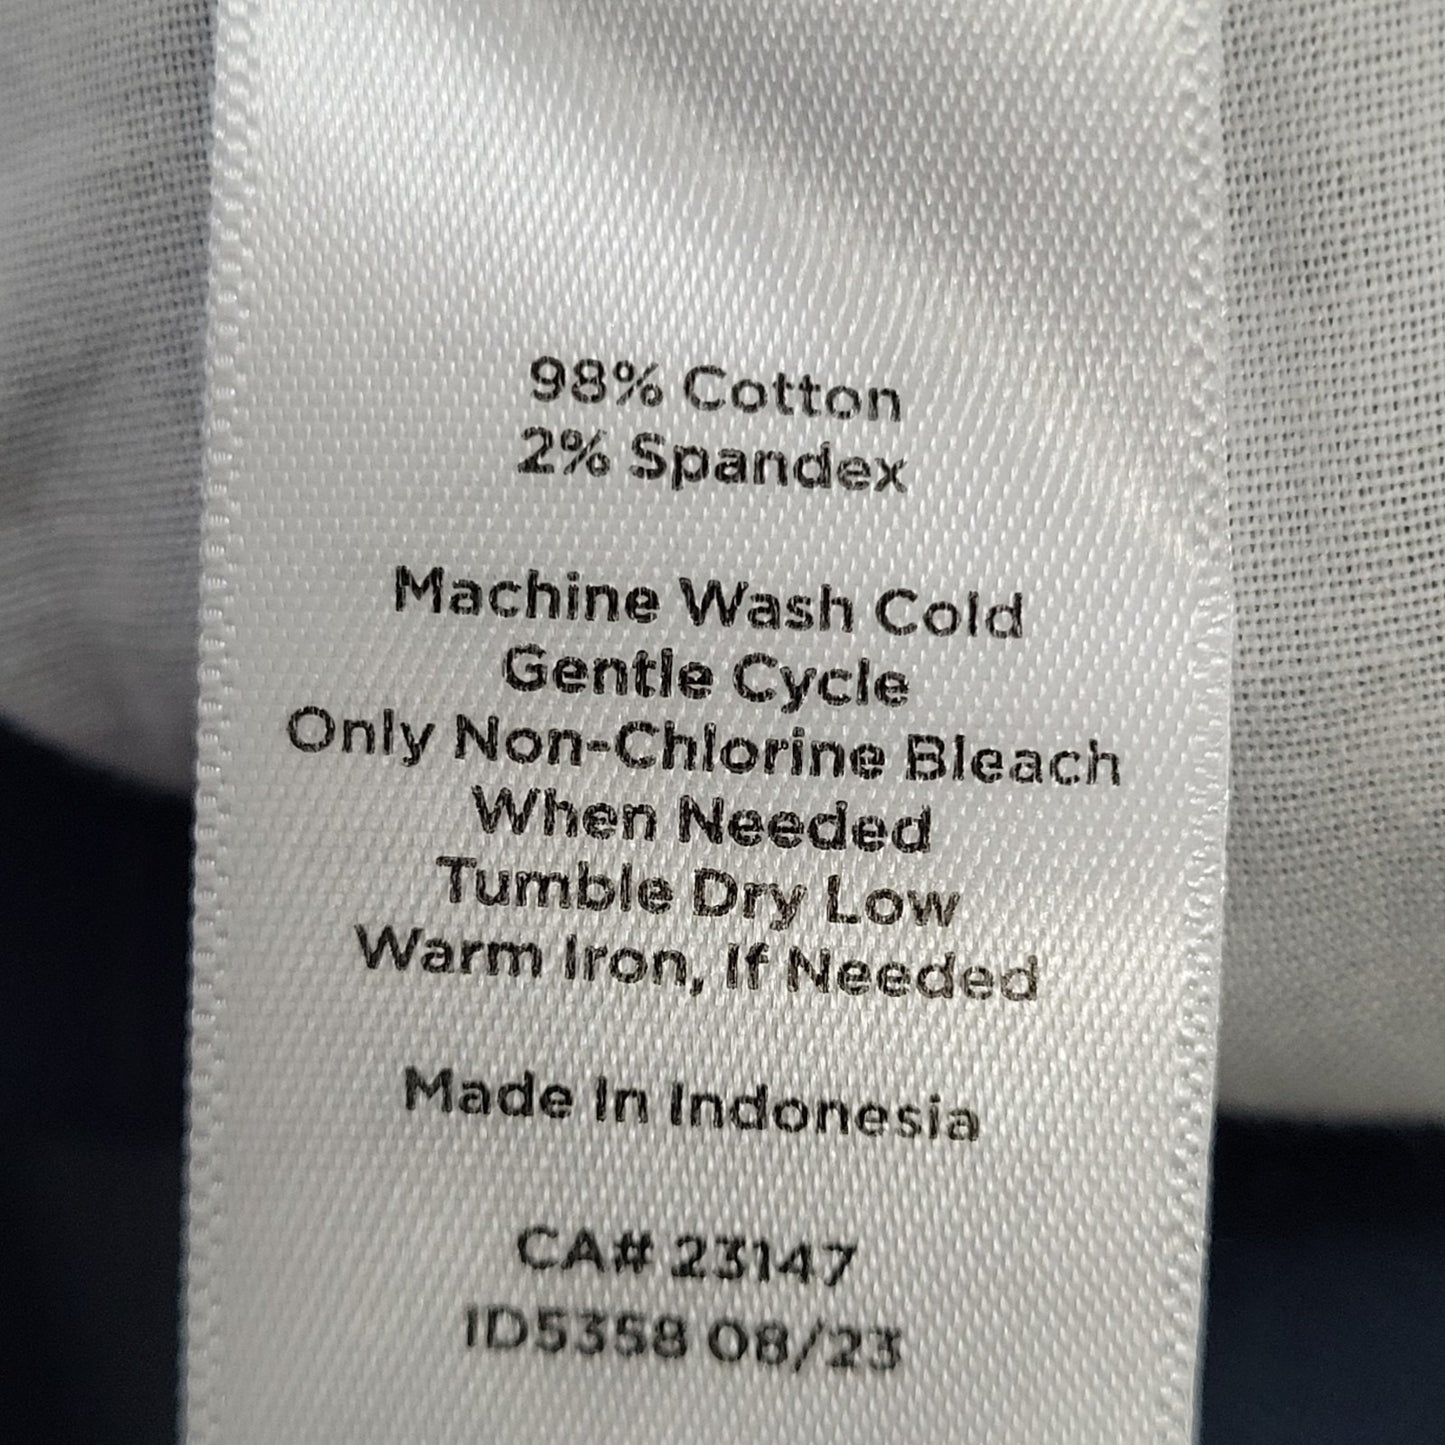 98% Cotton
2% Spandex
Machine Wash Cold
Gentle Cycle
Only Non-Chlorine Bleach
When Needed
Tumble Dry Low
Warm Iron, If Needed
Made In Indonesia
CA# 23147
ID5358 08/23